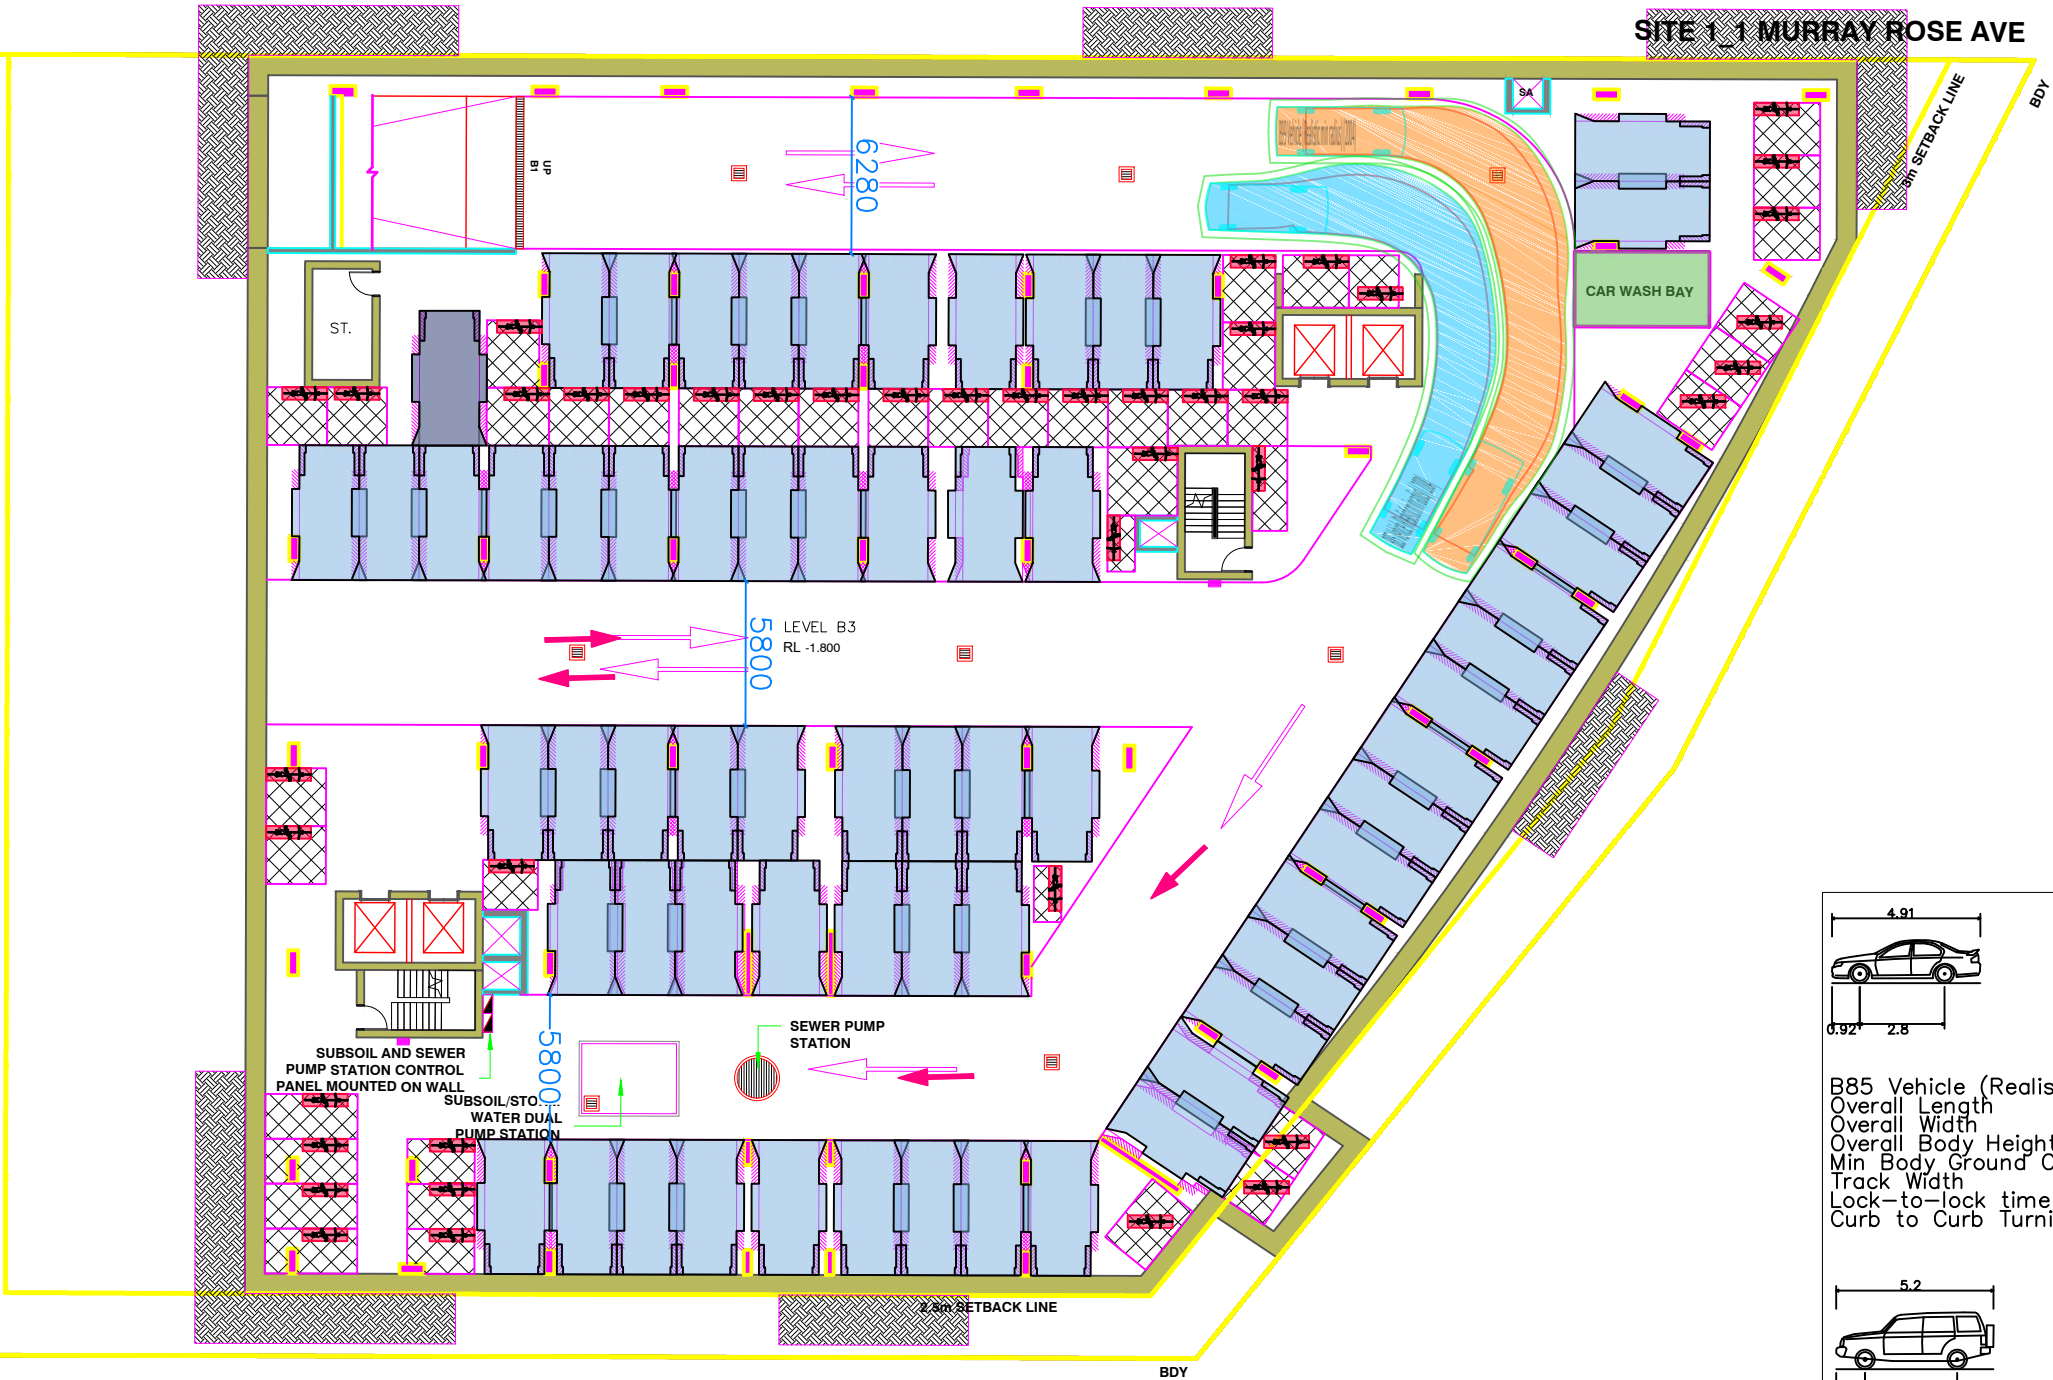 SITE 1_1 MURRAY ROSE AVE
3m SETBACK LINE
BDY
SA
UP
B1
6280
CAR WASH BAY
ST.
5800
LEVEL B3
RL -1.800
SEWER PUMP
STATION
SUBSOIL AND SEWER
PUMP STATION CONTROL
PANEL MOUNTED ON WALL
5800
SUBSOIL/STO
WATER DUAL
PUMP STATION
4.91
0.92
2.8
B85 Vehicle (Realis
Overall Length
Overall Width
Overall Body Height
Min Body Ground C
Track Width
Lock-to-lock time
Curb to Curb Turni
5.2
2.5m SETBACK LINE
BDY